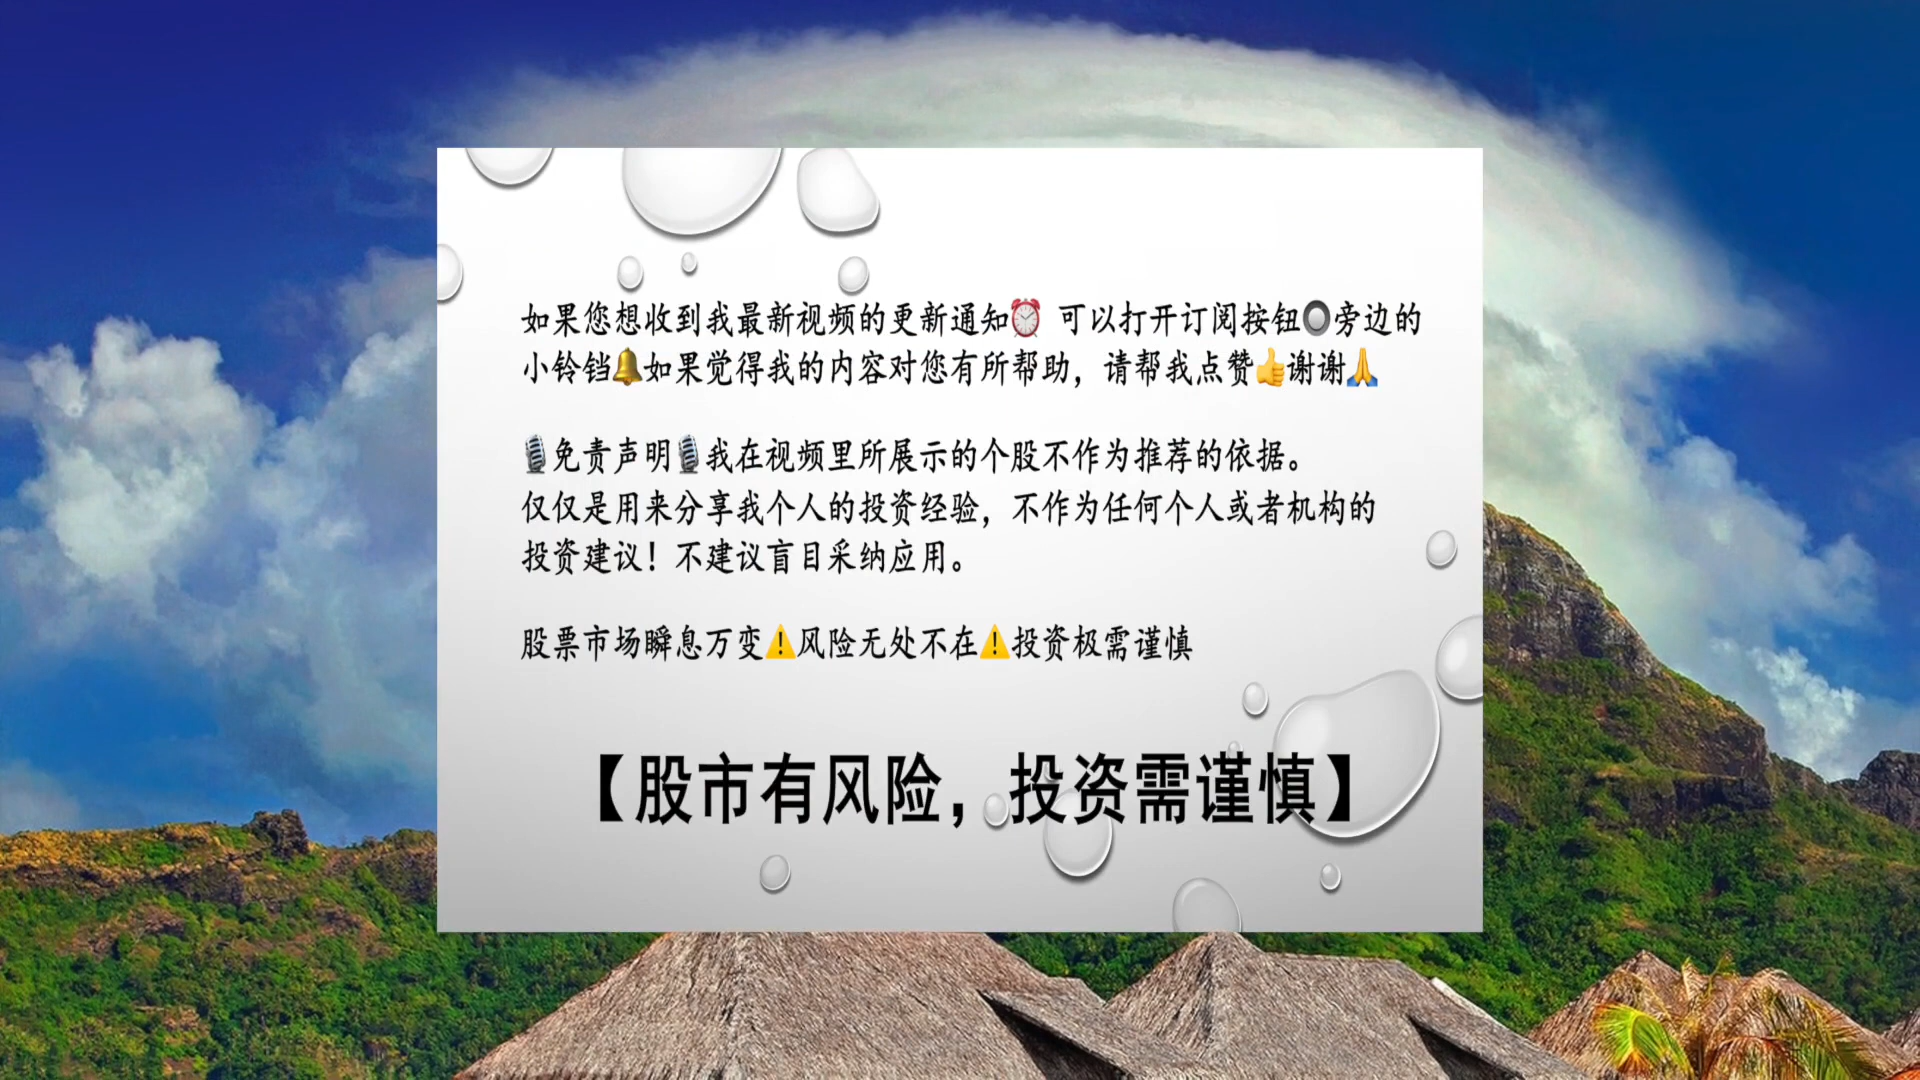 如果您想收到我最新视频的更新通知⏰ 可以打开订阅按钮🔘旁边的
小铃铛🔔如果觉得我的内容对您有所帮助，请帮我点赞👍谢谢🙏
🎙️免责声明🎙️我在视频里所展示的个股不作为推荐的依据。
仅仅是用来分享我个人的投资经验，不作为任何个人或者机构的
投资建议！不建议盲目采纳应用。
股票市场瞬息万变⚠️风险无处不在⚠️投资极需谨慎
【股市有风险，投资需谨慎】